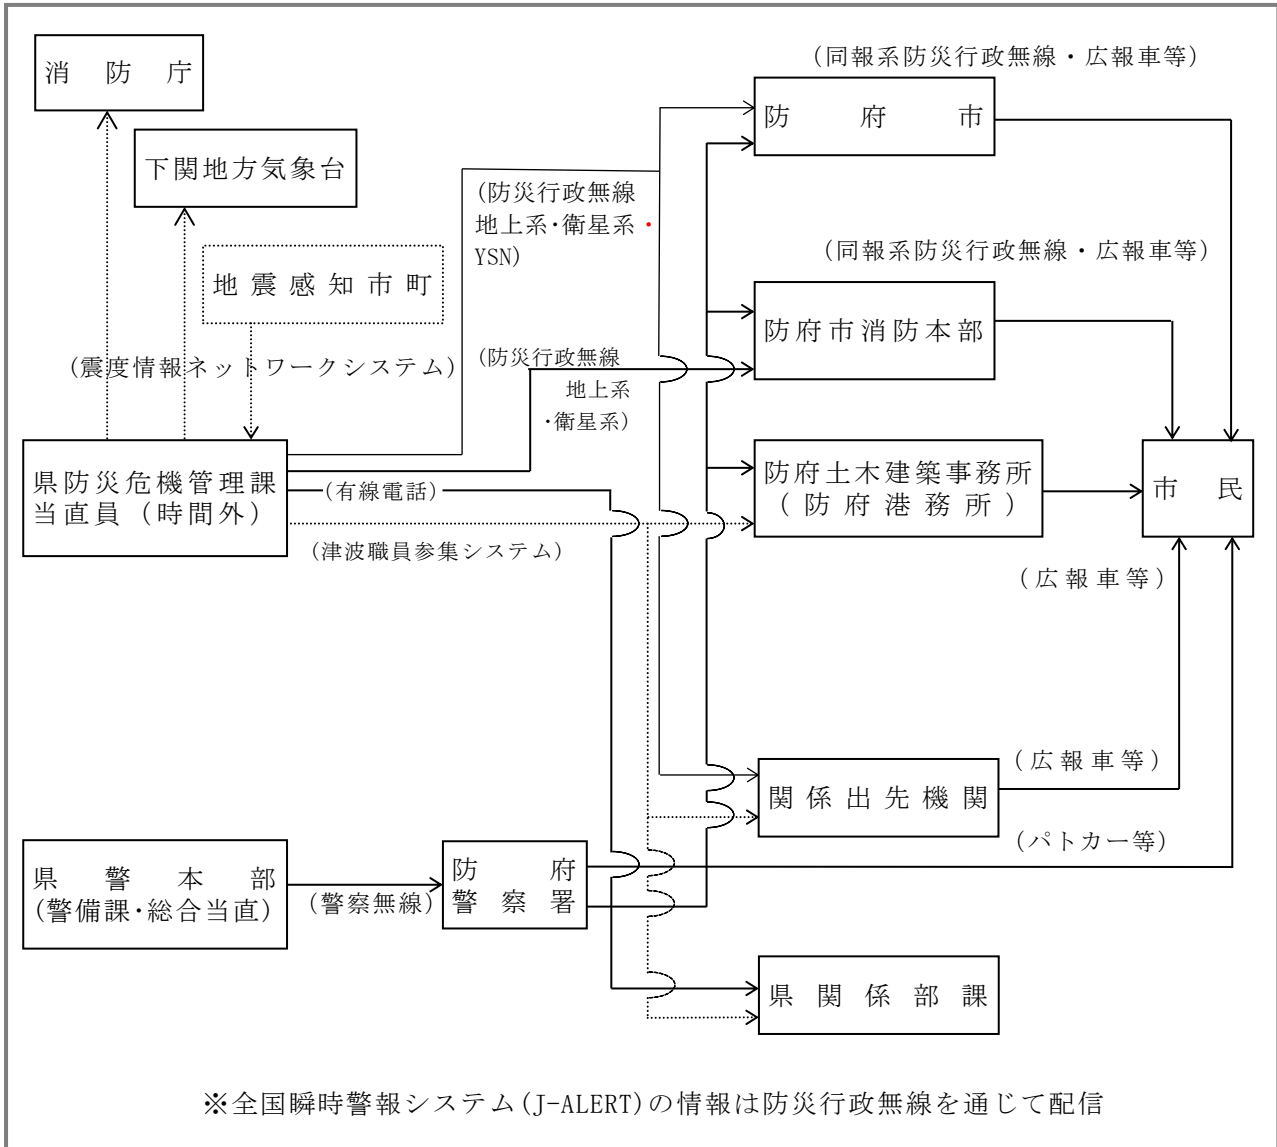 消防庁
(同報系防災行政無線・広報車等)
防府市
下関地方気象台
(防災行政無線
地上系･衛星系・
YSN)
地震感知市町
(同報系防災行政無線・広報車等)
防府市消防本部
(震度情報ネットワークシステム)
(防災行政無線
地上系
･衛星系)
県防災危機管理課
当直員（時間外）
(有線電話)
(津波職員参集システム)
防府土木建築事務所
（防府港務所）
市民
（広報車等）
関係出先機関
（広報車等）
(パトカー等)
県警本部
(警備課･総合当直)
(警察無線)
防府
警察署
県関係部課
※全国瞬時警報システム(J-ALERT)の情報は防災行政無線を通じて配信